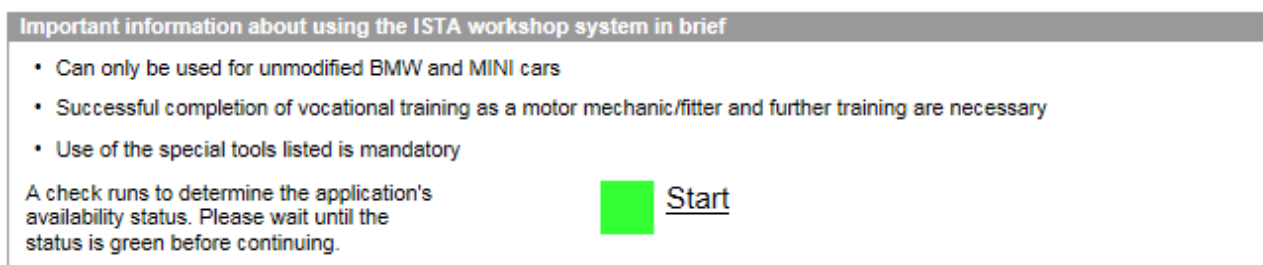 Important information about using the ISTA workshop system in brief
• Can only be used for unmodified BMW and MINI cars
• Successful completion of vocational training as a motor mechanic/fitter and further training are necessary
• Use of the special tools listed is mandatory
A check runs to determine the application's
availability status. Please wait until the
status is green before continuing.
Start